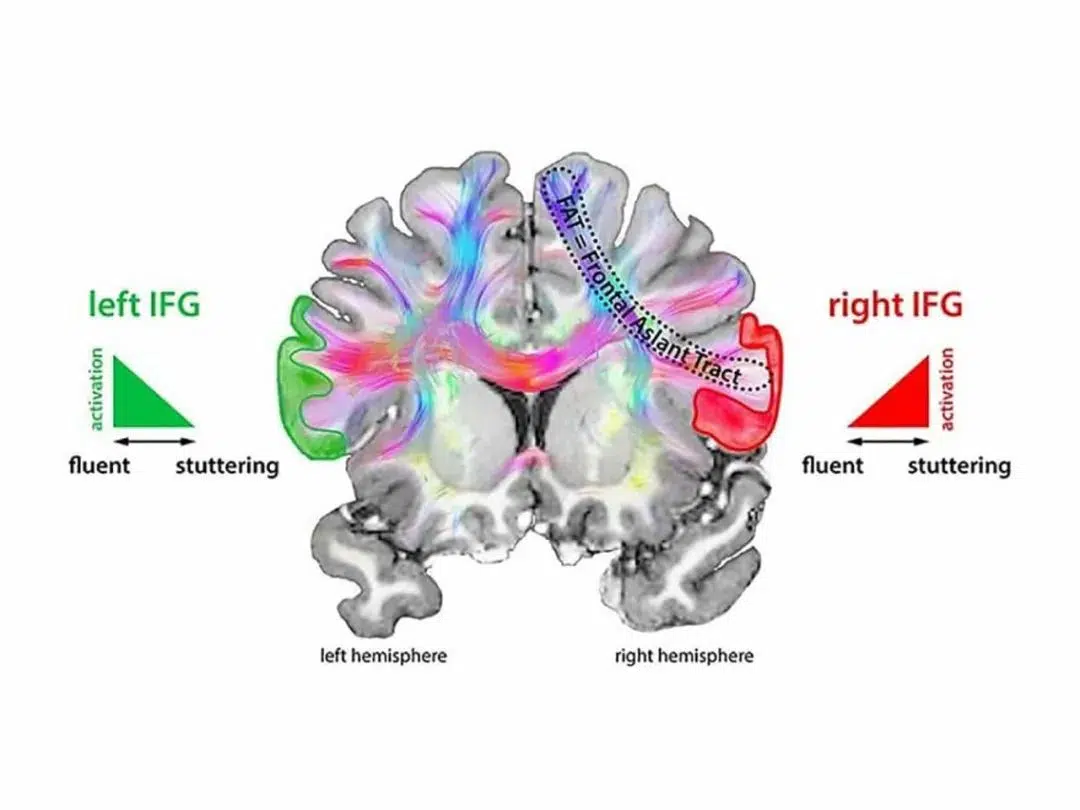 FAT = Frontal Aslant Tract
left IFG
activation
fluent
stuttering
right IFG
activation
fluent
stuttering
left hemisphere
right hemisphere